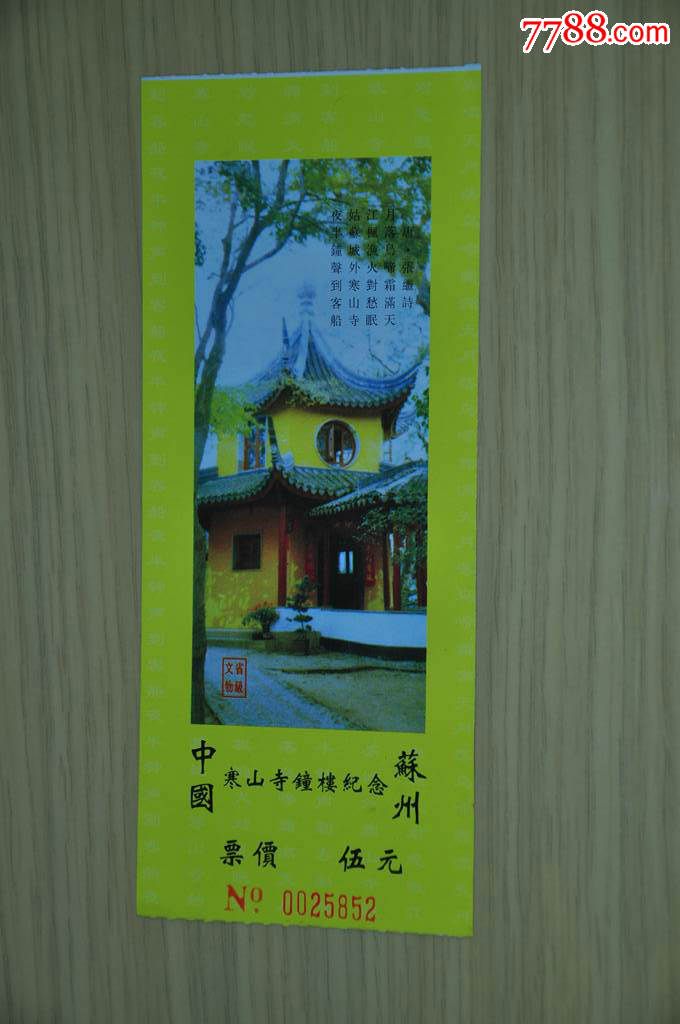 7788.com
唐·張繼詩
月落烏啼霜滿天
江楓漁火對愁眠
姑蘇城外寒山寺
夜半鐘聲到客船
省級
文物
中國
寒山寺鐘樓紀念
蘇州
票價 伍元
No. 0025852